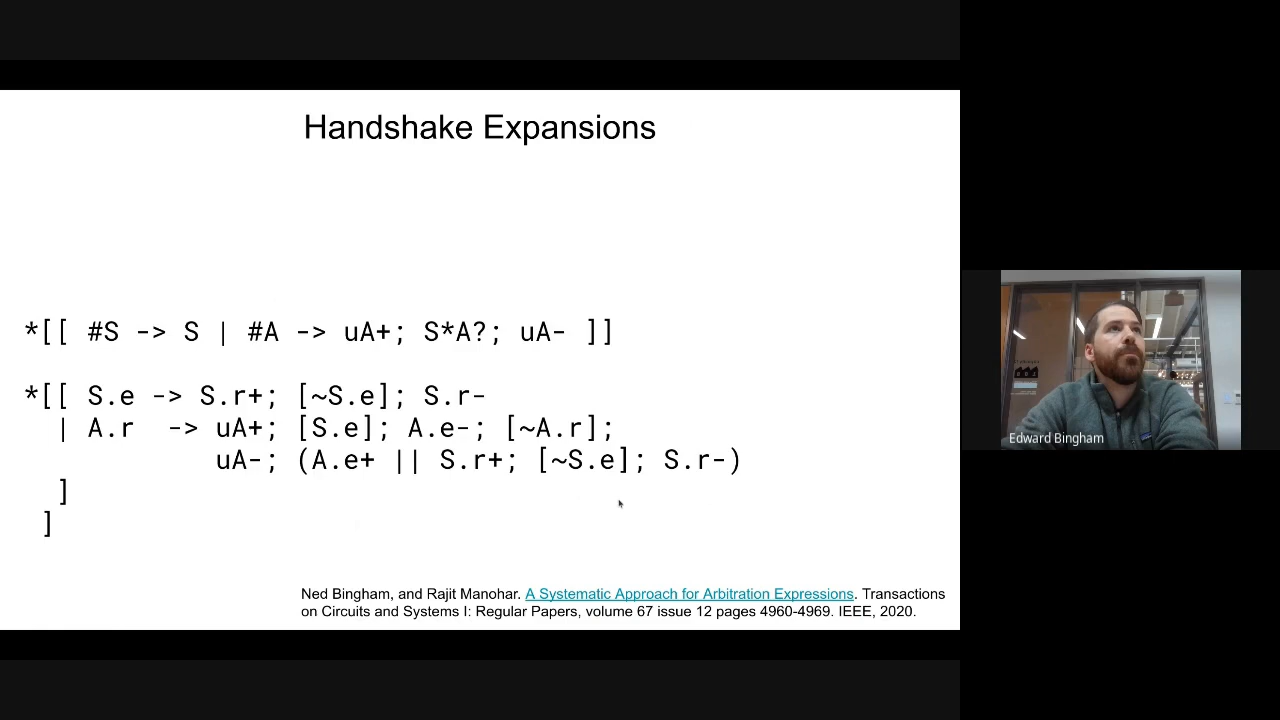 Handshake Expansions
*[[ #S -> S | #A -> uA+; S*A?; uA- ]]
*[[ S.e -> S.r+; [~S.e]; S.r-
| A.r -> uA+; [S.e]; A.e-; [~A.r];
uA-; (A.e+ || S.r+; [~S.e]; S.r-)
]
]
Ned Bingham, and Rajit Manohar. A Systematic Approach for Arbitration Expressions. Transactions
on Circuits and Systems I: Regular Papers, volume 67 issue 12 pages 4960-4969. IEEE, 2020.
Edward Bingham